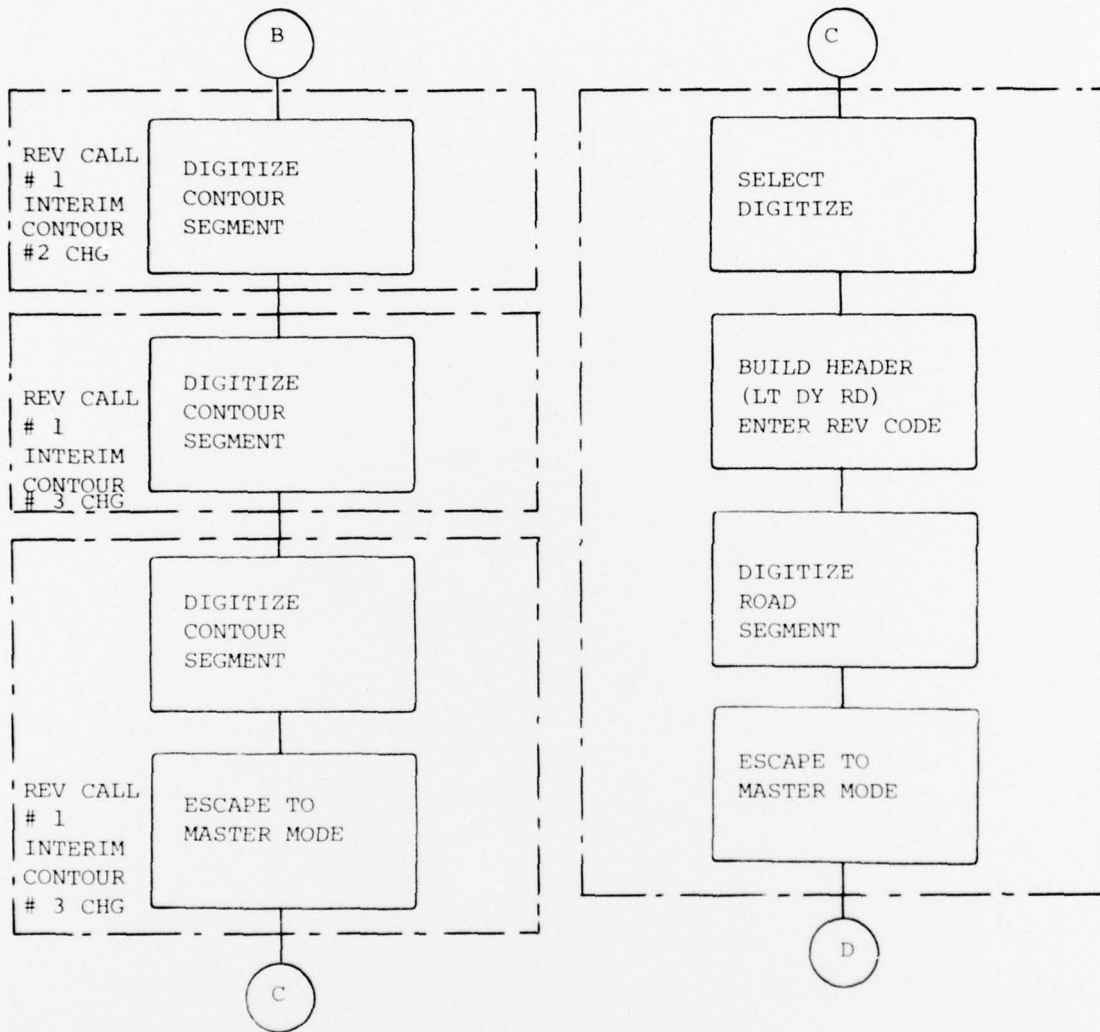 B
REV CALL
# 1
INTERIM
CONTOUR
#2 CHG
DIGITIZE
CONTOUR
SEGMENT
REV CALL
# 1
INTERIM
CONTOUR
# 3 CHG
DIGITIZE
CONTOUR
SEGMENT
DIGITIZE
CONTOUR
SEGMENT
REV CALL
# 1
INTERIM
CONTOUR
# 3 CHG
ESCAPE TO
MASTER MODE
C
C
SELECT
DIGITIZE
BUILD HEADER
(LT DY RD)
ENTER REV CODE
DIGITIZE
ROAD
SEGMENT
ESCAPE TO
MASTER MODE
D